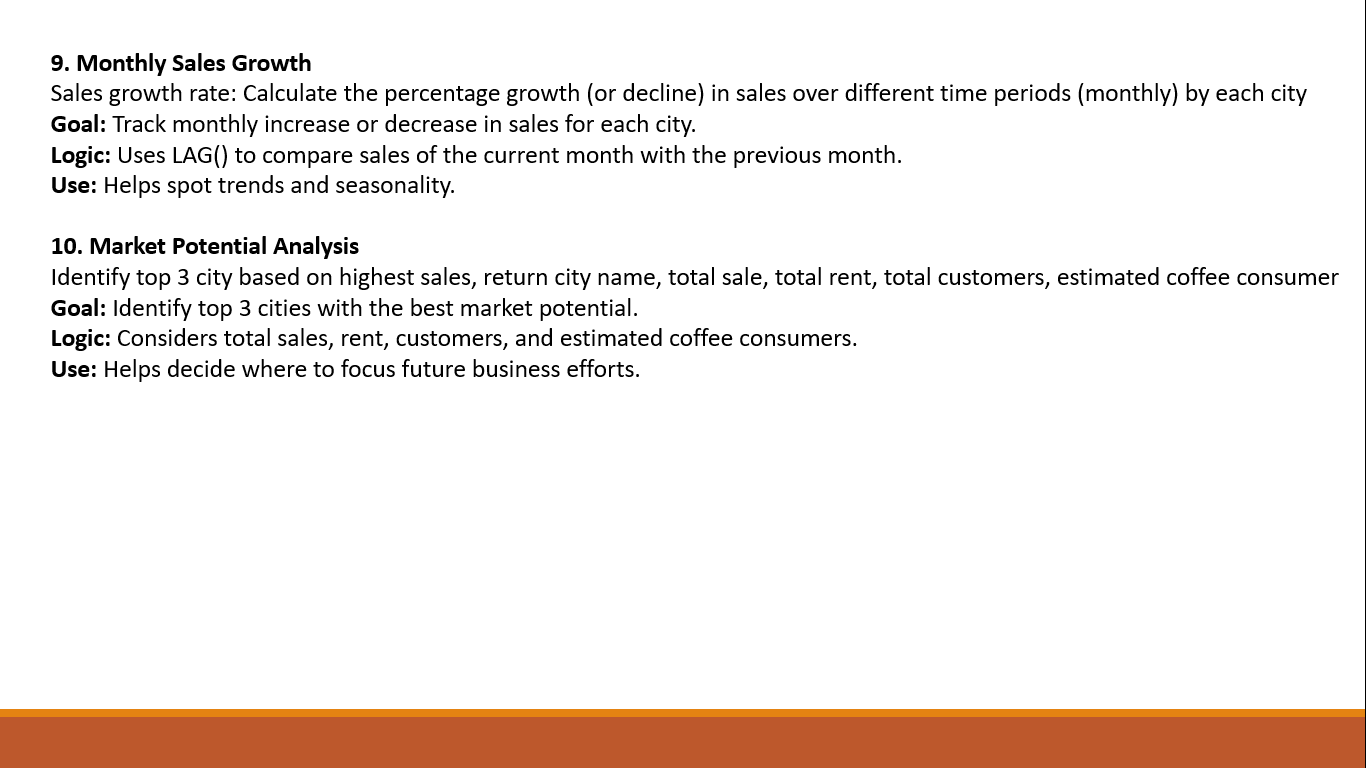 9. Monthly Sales Growth
Sales growth rate: Calculate the percentage growth (or decline) in sales over different time periods (monthly) by each city
Goal: Track monthly increase or decrease in sales for each city.
Logic: Uses LAG() to compare sales of the current month with the previous month.
Use: Helps spot trends and seasonality.
10. Market Potential Analysis
Identify top 3 city based on highest sales, return city name, total sale, total rent, total customers, estimated coffee consumer
Goal: Identify top 3 cities with the best market potential.
Logic: Considers total sales, rent, customers, and estimated coffee consumers.
Use: Helps decide where to focus future business efforts.